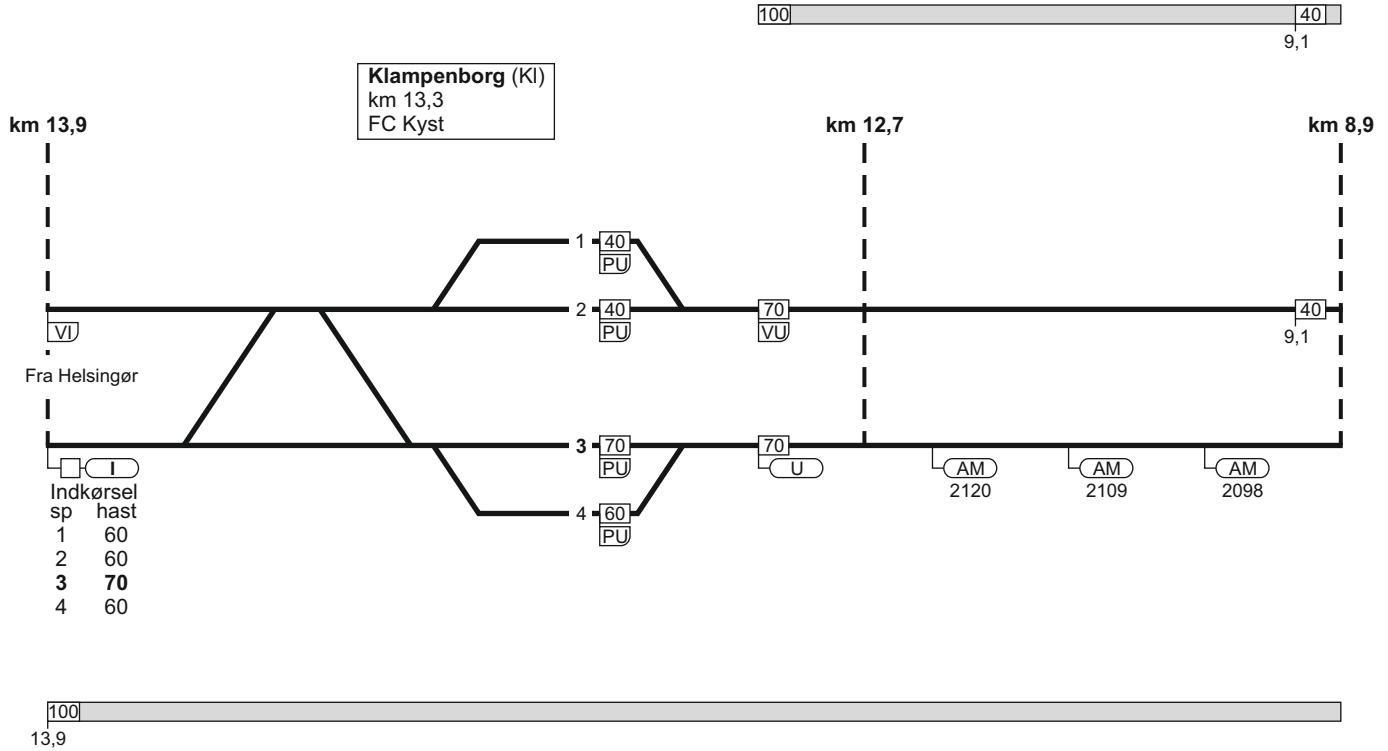 100
40
9,1
Klampenborg (Kl)
km 13,3
FC Kyst
km 13,9
km 12,7
km 8,9
1 40
PU
2 40
PU
70
VU
40
9,1
VI
Fra Helsingør
3 70
PU
70
U
I
AM
2120
AM
2109
AM
2098
Indkørsel
sp hast
1 60
2 60
3 70
4 60
4 60
PU
100
13,9